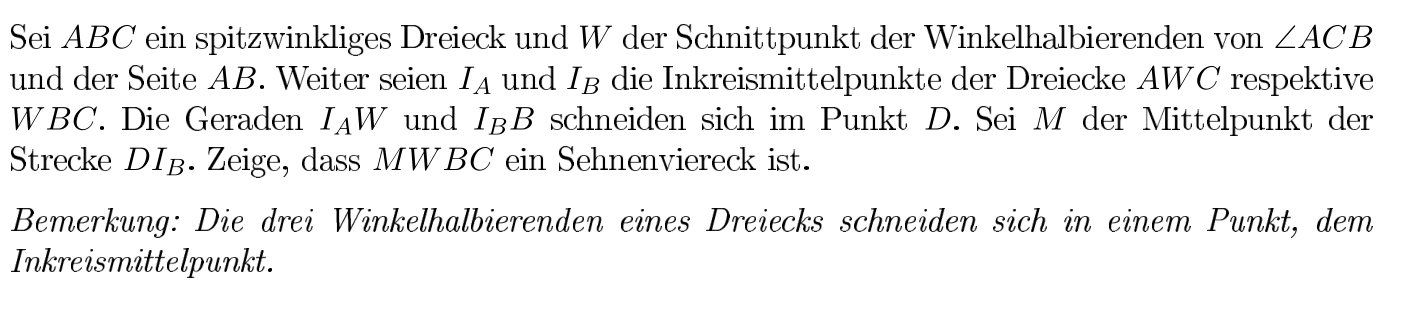 Sei ABC ein spitzwinkliges Dreieck und W der Schnittpunkt der Winkelhalbierenden von ∠ACB
und der Seite AB. Weiter seien I_A und I_B die Inkreismittelpunkte der Dreiecke AWC respektive
WBC. Die Geraden I_AW und I_BB schneiden sich im Punkt D. Sei M der Mittelpunkt der
Strecke DI_B. Zeige, dass MWBC ein Sehnenviereck ist.
Bemerkung: Die drei Winkelhalbierenden eines Dreiecks schneiden sich in einem Punkt, dem
Inkreismittelpunkt.